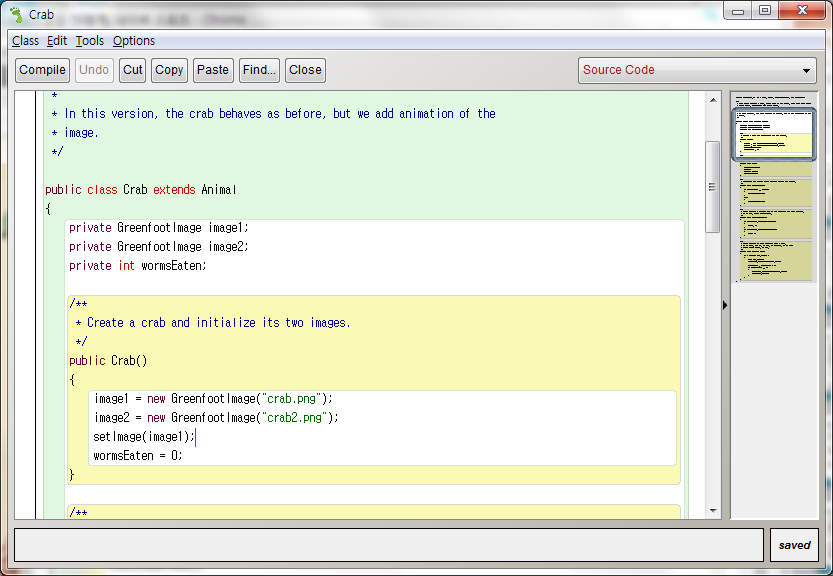 Crab
Class Edit Tools Options
Compile Undo Cut Copy Paste Find... Close Source Code
*
* In this version, the crab behaves as before, but we add animation of the
* image.
*/
public class Crab extends Animal
{
private GreenfootImage image1;
private GreenfootImage image2;
private int wormsEaten;
/**
* Create a crab and initialize its two images.
*/
public Crab()
{
image1 = new GreenfootImage("crab.png");
image2 = new GreenfootImage("crab2.png");
setImage(image1);
wormsEaten = 0;
}
/**
saved